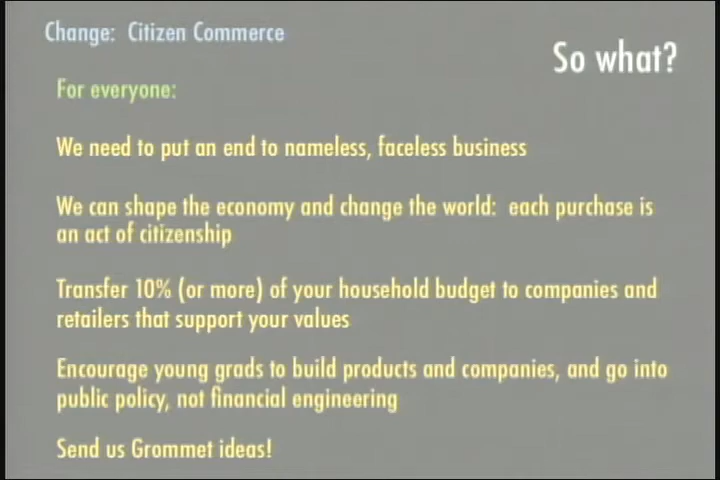 Change: Citizen Commerce
So what?
For everyone:
We need to put an end to nameless, faceless business
We can shape the economy and change the world: each purchase is
an act of citizenship
Transfer 10% (or more) of your household budget to companies and
retailers that support your values
Encourage young grads to build products and companies, and go into
public policy, not financial engineering
Send us Grommet ideas!